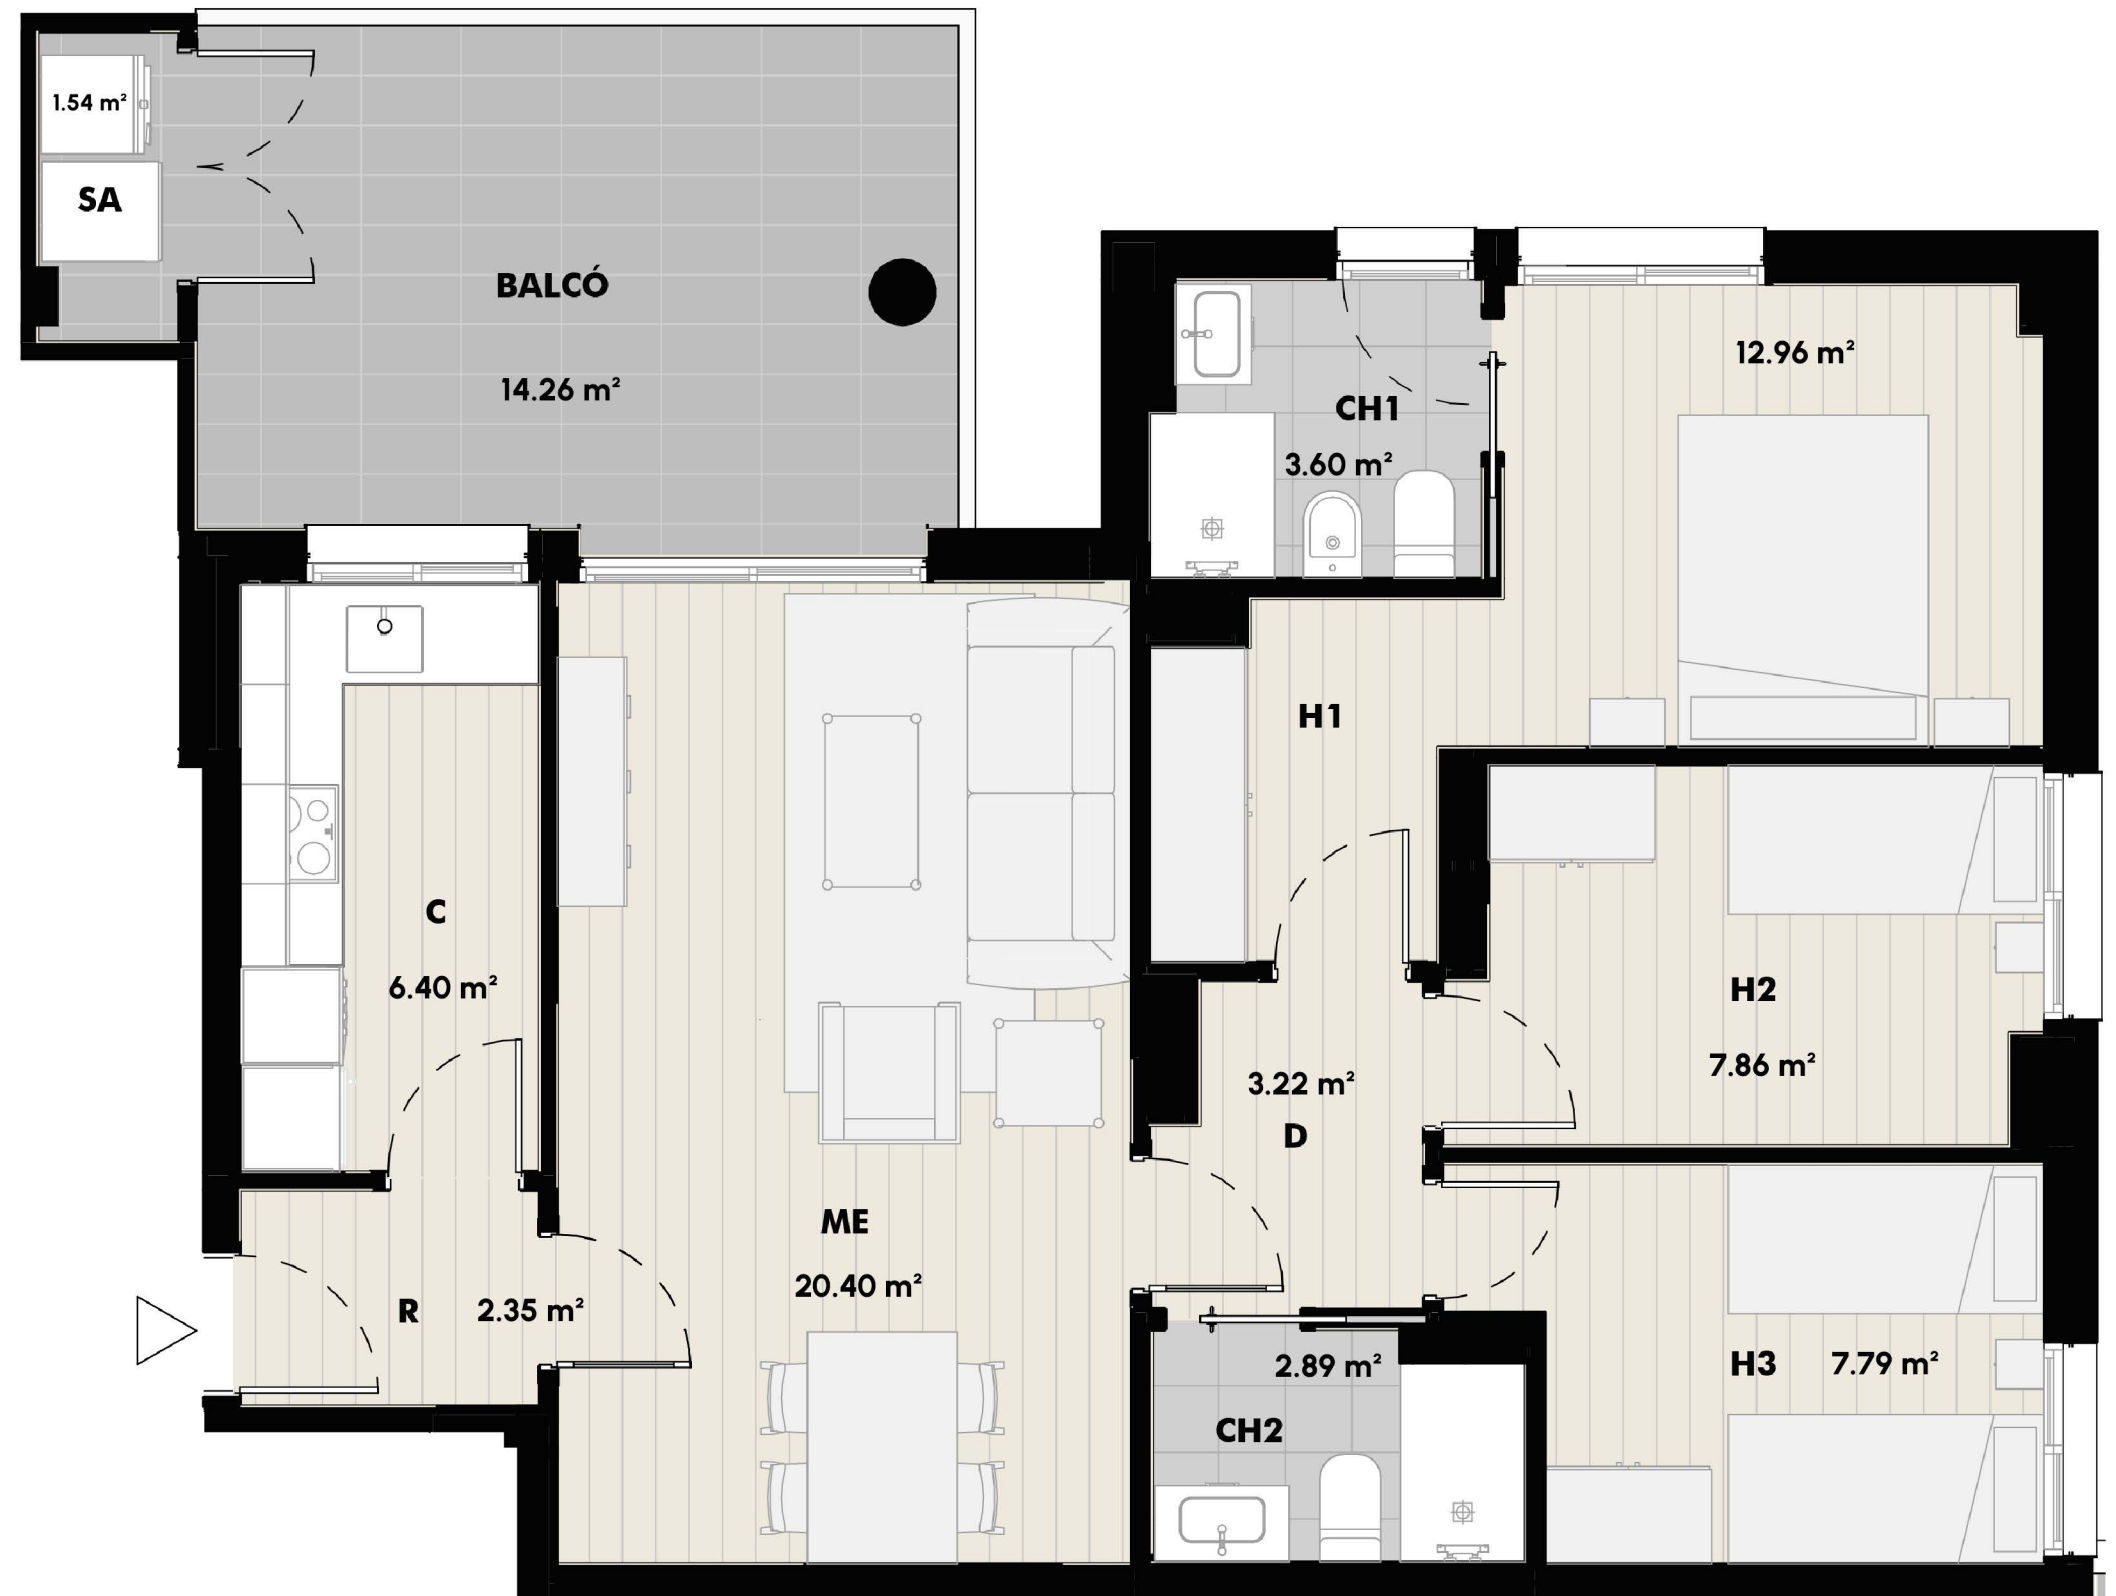 1.54 m²
SA
BALCÓ
14.26 m²
12.96 m²
CH1
3.60 m²
H1
C
6.40 m²
H2
7.86 m²
3.22 m²
D
ME
20.40 m²
R 2.35 m²
2.89 m²
CH2
H3 7.79 m²